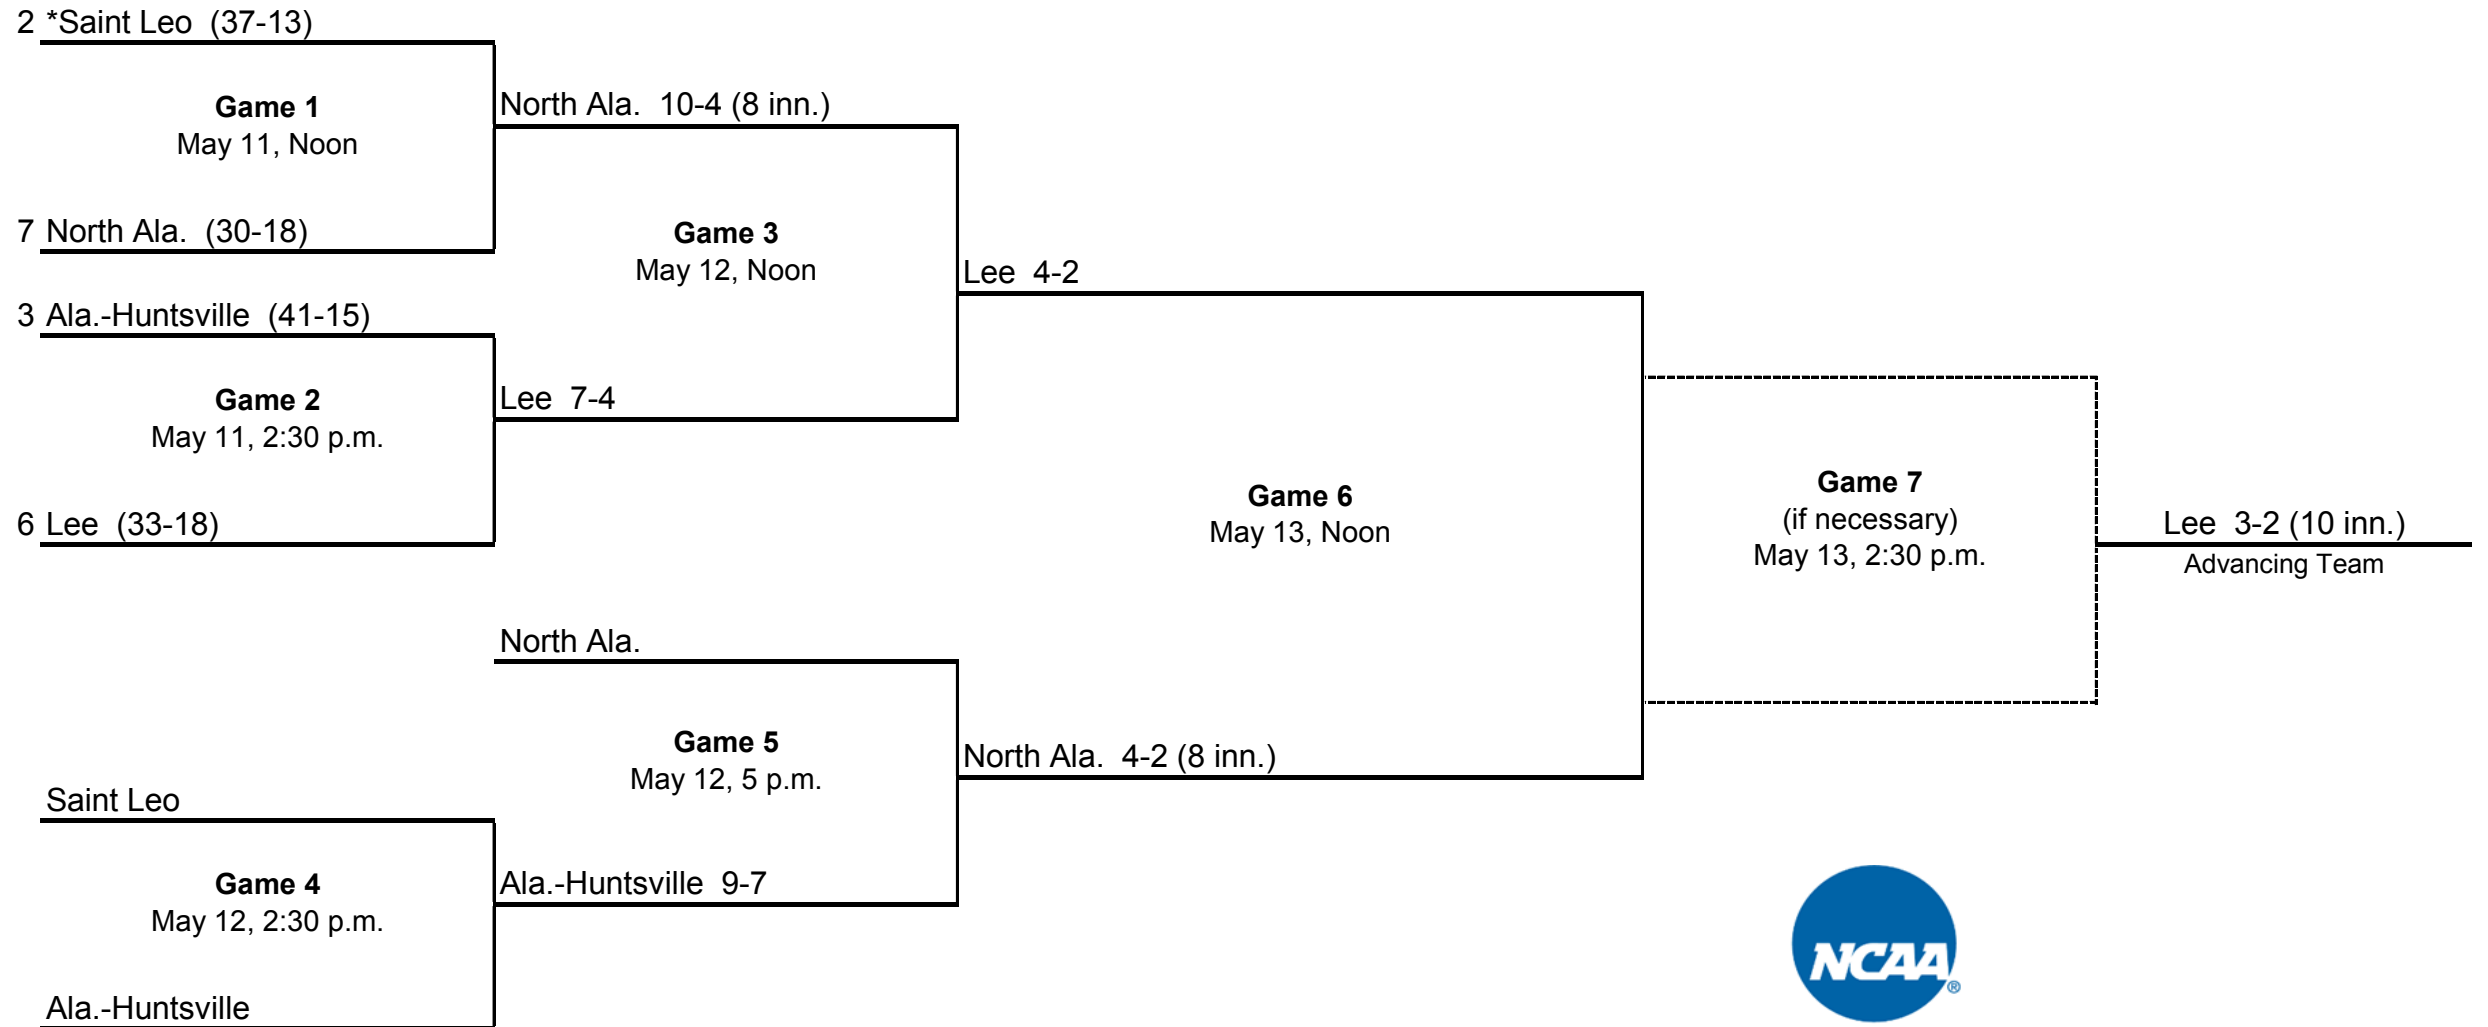 2 *Saint Leo (37-13)
Game 1
May 11, Noon
North Ala. 10-4 (8 inn.)
7 North Ala. (30-18)
Game 3
May 12, Noon
Lee 4-2
3 Ala.-Huntsville (41-15)
Game 2
May 11, 2:30 p.m.
Lee 7-4
6 Lee (33-18)
Game 6
May 13, Noon
Game 7
(if necessary)
May 13, 2:30 p.m.
Lee 3-2 (10 inn.)
Advancing Team
North Ala.
Game 5
May 12, 5 p.m.
North Ala. 4-2 (8 inn.)
Saint Leo
Game 4
May 12, 2:30 p.m.
Ala.-Huntsville 9-7
Ala.-Huntsville
NCAA®